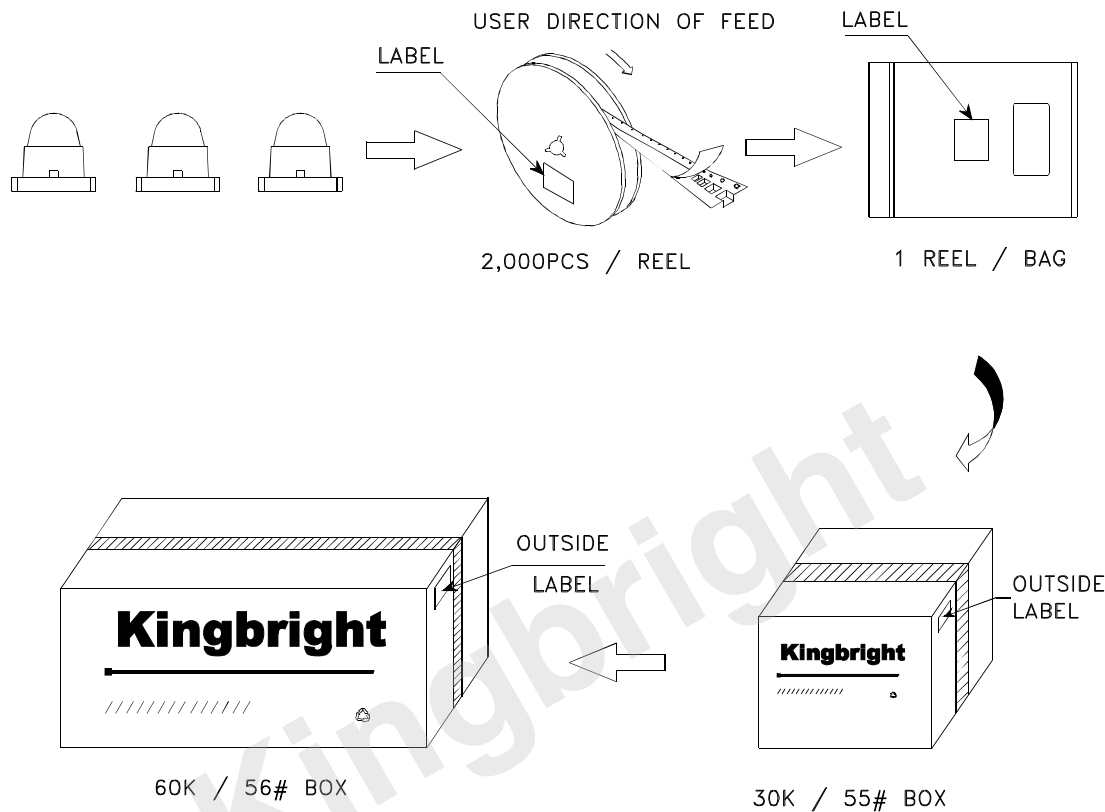 USER DIRECTION OF FEED
LABEL
LABEL
2,000PCS / REEL
1 REEL / BAG
OUTSIDE
LABEL
Kingbright
60K / 56# BOX
OUTSIDE
LABEL
Kingbright
30K / 55# BOX
Kingbright